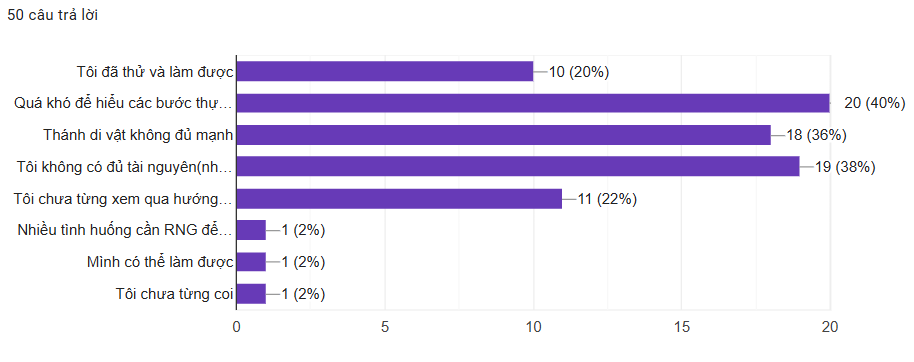 50 câu trả lời
Tôi đã thử và làm được 10 (20%)
Quá khó để hiểu các bước thự… 20 (40%)
Thánh di vật không đủ mạnh 18 (36%)
Tôi không có đủ tài nguyên(nh… 19 (38%)
Tôi chưa từng xem qua hướng… 11 (22%)
Nhiều tình huống cần RNG để… 1 (2%)
Mình có thể làm được 1 (2%)
Tôi chưa từng coi 1 (2%)
0 5 10 15 20